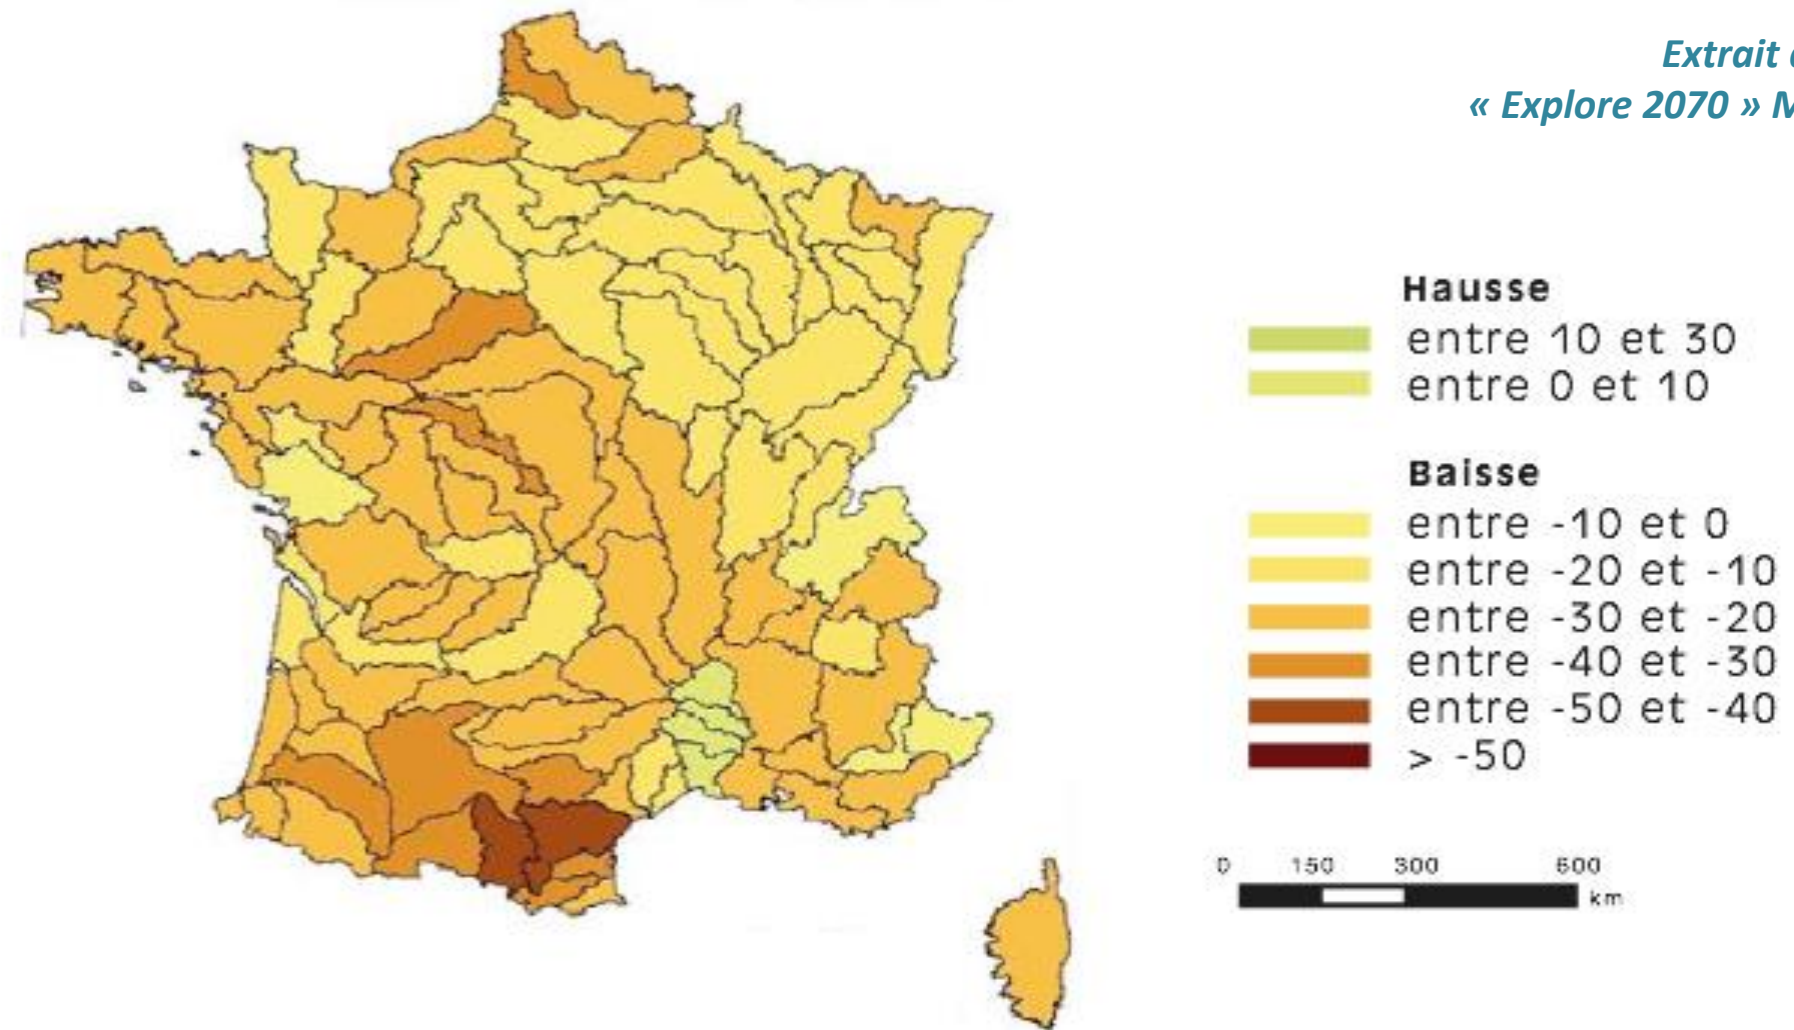 Extrait
« Explore 2070 »
Hausse
entre 10 et 30
entre 0 et 10
Baisse
entre -10 et 0
entre -20 et -10
entre -30 et -20
entre -40 et -30
entre -50 et -40
> -50
0 150 300 600
km